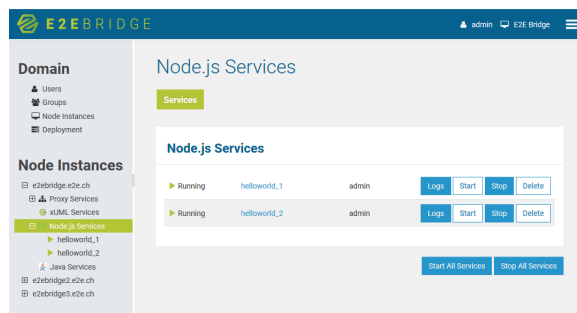 E2EBRIDGE
admin E2E Bridge
Domain
Users
Groups
Node Instances
Deployment
Node Instances
e2ebridge.e2e.ch
Proxy Services
xUML Services
Node.js Services
helloworld_1
helloworld_2
Java Services
e2ebridge2.e2e.ch
e2ebridge3.e2e.ch
Node.js Services
Services
Node.js Services
Running helloworld_1 admin Logs Start Stop Delete
Running helloworld_2 admin Logs Start Stop Delete
Start All Services Stop All Services